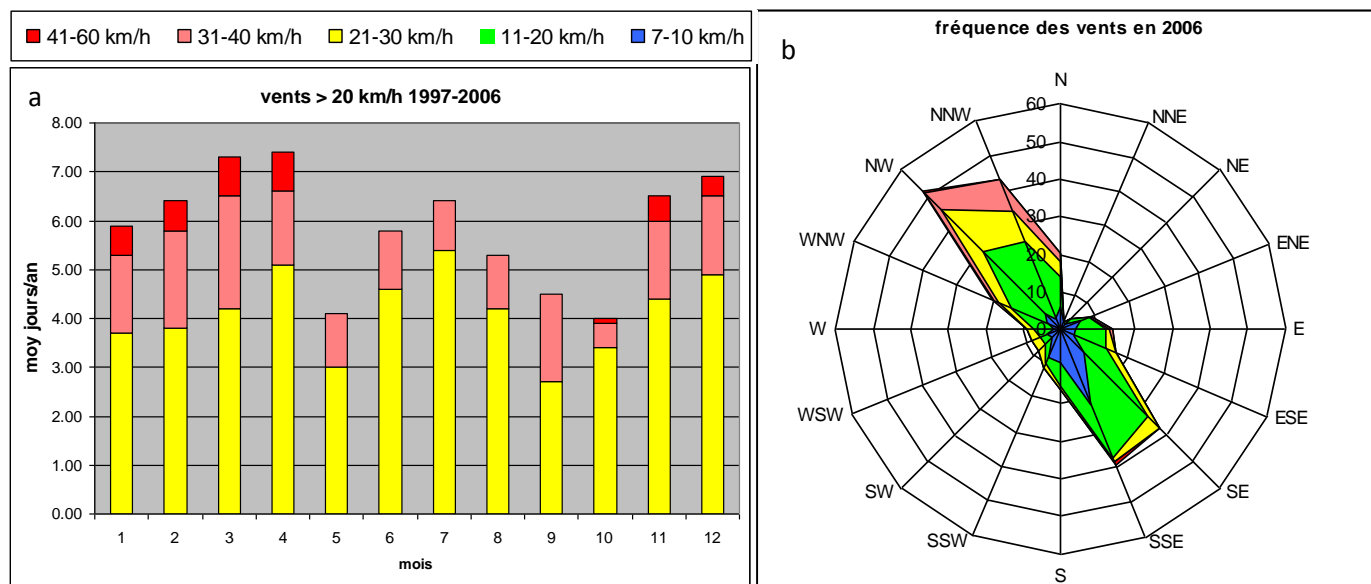 41-60 km/h 31-40 km/h 21-30 km/h 11-20 km/h 7-10 km/h
a
vents > 20 km/h 1997-2006
moy jours/an
8.00
7.00
6.00
5.00
4.00
3.00
2.00
1.00
0.00
1 2 3 4 5 6 7 8 9 10 11 12
mois
fréquence des vents en 2006
b
N
NNE
NE
ENE
E
ESE
SE
SSE
S
SSW
SW
WSW
W
WNW
NW
NNW
60
50
40
30
20
10
0